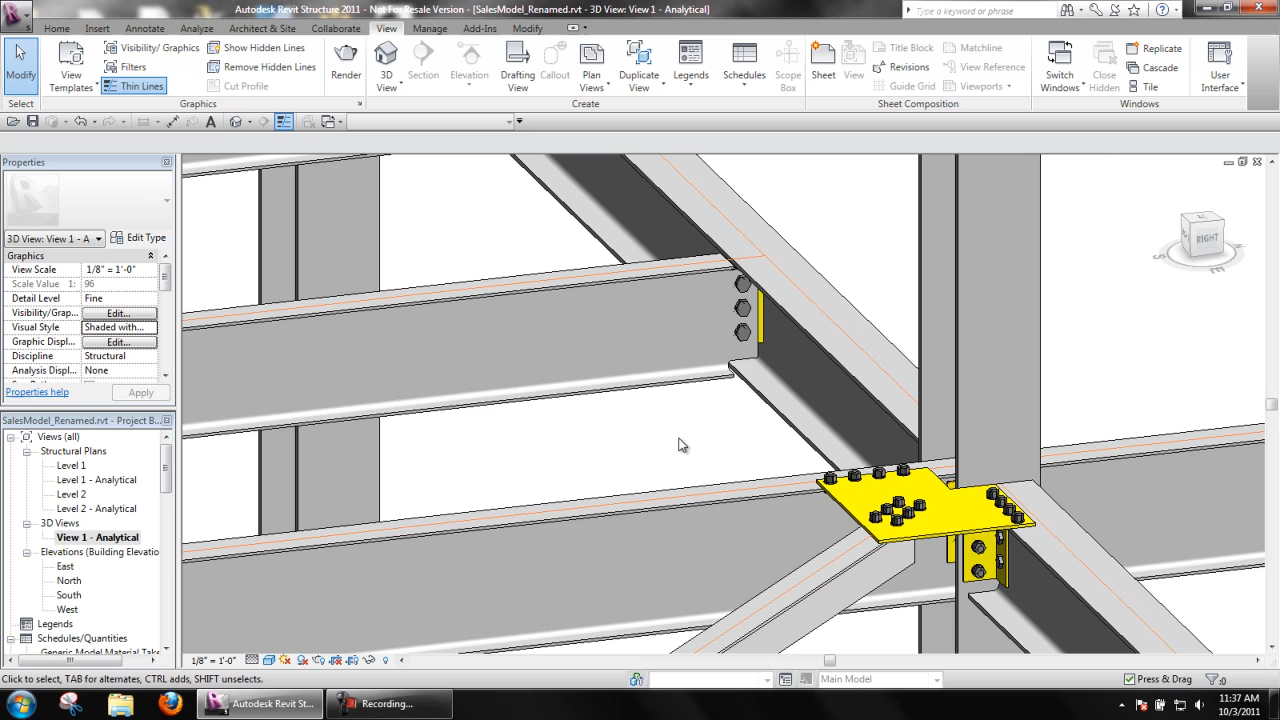 Autodesk Revit Structure 2011 - Not For Resale Version - [SalesModel_Renamed.rvt - 3D View: View 1 - Analytical]
Type a keyword or phrase
Home Insert Annotate Analyze Architect & Site Collaborate View Manage Add-Ins Modify
Modify
View Templates
Visibility/ Graphics
Filters
Thin Lines
Show Hidden Lines
Remove Hidden Lines
Cut Profile
Render
3D View
Section
Elevation
Drafting View
Callout
Plan Views
Duplicate View
Legends
Schedules
Scope Box
Sheet
View
Title Block
Revisions
Guide Grid
Matchline
View Reference
Viewports
Switch Windows
Close Hidden
Replicate
Cascade
Tile
User Interface
Select Graphics Create Sheet Composition Windows
Properties
3D View: View 1 - A
Edit Type
Graphics
View Scale 1/8" = 1'-0"
Scale Value 1: 96
Detail Level Fine
Visibility/Grap... Edit...
Visual Style Shaded with...
Graphic Displ... Edit...
Discipline Structural
Analysis Displ... None
Properties help Apply
SalesModel_Renamed.rvt - Project B...
Views (all)
Structural Plans
Level 1
Level 1 - Analytical
Level 2
Level 2 - Analytical
3D Views
View 1 - Analytical
Elevations (Building Elevatio
East
North
South
West
Legends
Schedules/Quantities
Generic Model Material Take
RIGHT
S
E
1/8" = 1'-0"
Click to select, TAB for alternates, CTRL adds, SHIFT unselects.
Main Model
Press & Drag
:0
Autodesk Revit St...
Recording...
11:37 AM
10/3/2011